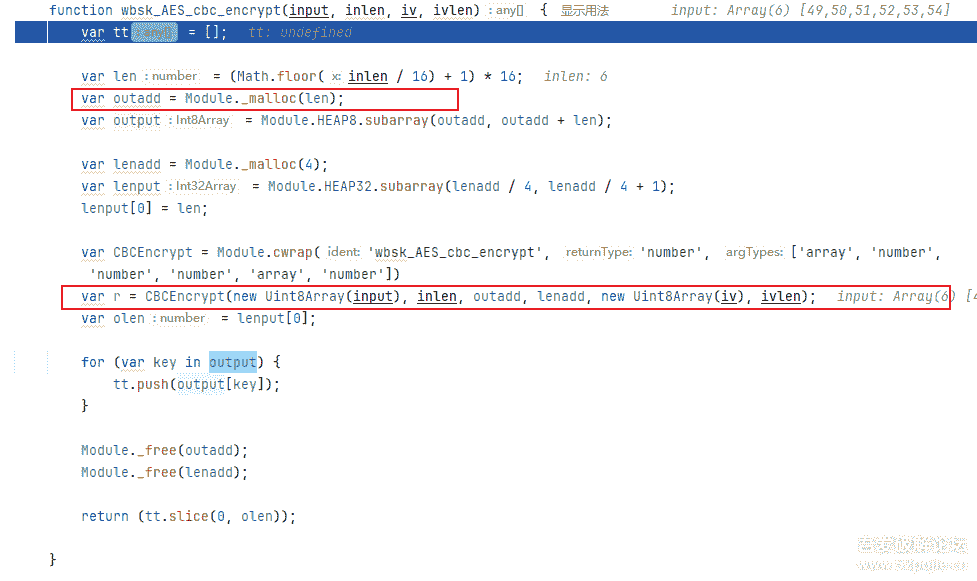 function wbsk_AES_cbc_encrypt(input, inlen, iv, ivlen) : any[] { 显示用法 input: Array(6) [49,50,51,52,53,54]
var tt : any[] = []; tt: undefined
var len : number = (Math.floor( x: inlen / 16) + 1) * 16; inlen: 6
var outadd = Module._malloc(len);
var output : Int8Array = Module.HEAP8.subarray(outadd, outadd + len);
var lenadd = Module._malloc(4);
var lenput : Int32Array = Module.HEAP32.subarray(lenadd / 4, lenadd / 4 + 1);
lenput[0] = len;
var CBCEncrypt = Module.cwrap( ident: 'wbsk_AES_cbc_encrypt', returnType: 'number', argTypes: ['array', 'number',
'number', 'number', 'array', 'number'])
var r = CBCEncrypt(new Uint8Array(input), inlen, outadd, lenadd, new Uint8Array(iv), ivlen); input: Array(6) [4
var olen : number = lenput[0];
for (var key in output) {
tt.push(output[key]);
}
Module._free(outadd);
Module._free(lenadd);
return (tt.slice(0, olen));
}